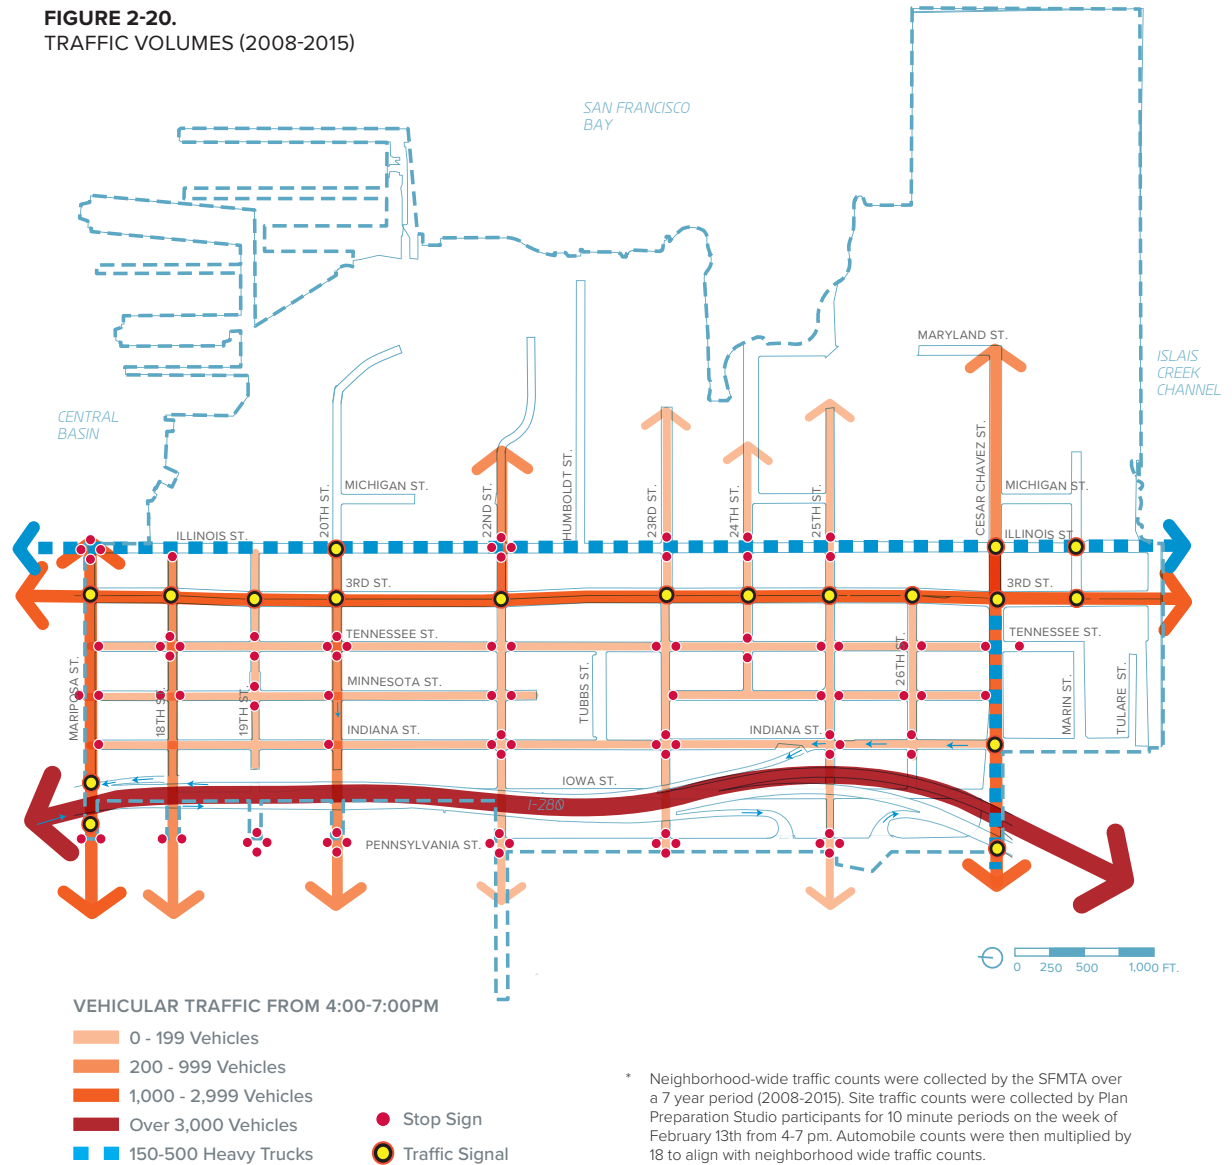 FIGURE 2-20.
TRAFFIC VOLUMES (2008-2015)
SAN FRANCISCO
BAY
MARYLAND ST.
ISLAIS
CREEK
CHANNEL
CENTRAL
BASIN
MICHIGAN ST.
MICHIGAN ST.
20TH ST.
22ND ST.
HUMBOLDT ST.
23RD ST.
24TH ST.
25TH ST.
CESAR CHAVEZ ST.
ILLINOIS ST.
ILLINOIS ST.
3RD ST.
3RD ST.
TENNESSEE ST.
TENNESSEE ST.
MARIPOSA ST.
18TH ST.
19TH ST.
MINNESOTA ST.
TUBBS ST.
26TH ST.
MARIN ST.
TULARE ST.
INDIANA ST.
INDIANA ST.
IOWA ST.
I-280
PENNSYLVANIA ST.
0 250 500 1,000 FT.
VEHICULAR TRAFFIC FROM 4:00-7:00PM
0 - 199 Vehicles
200 - 999 Vehicles
1,000 - 2,999 Vehicles
Over 3,000 Vehicles
150-500 Heavy Trucks
Stop Sign
Traffic Signal
* Neighborhood-wide traffic counts were collected by the SFMTA over
a 7 year period (2008-2015). Site traffic counts were collected by Plan
Preparation Studio participants for 10 minute periods on the week of
February 13th from 4-7 pm. Automobile counts were then multiplied by
18 to align with neighborhood wide traffic counts.